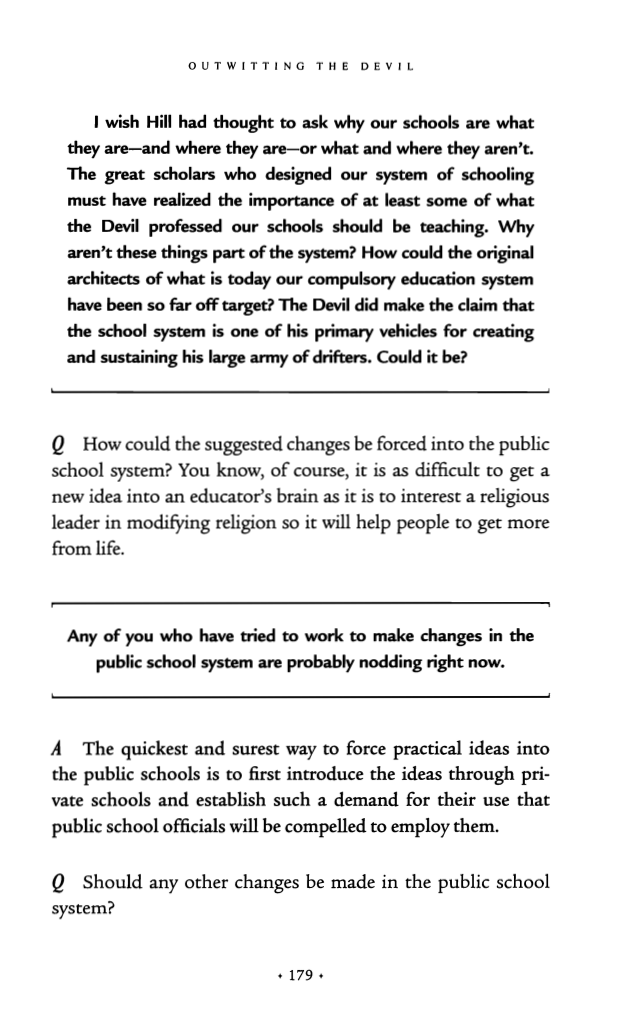 OUTWITTING THE DEVIL
I wish Hill had thought to ask why our schools are what
they are—and where they are—or what and where they aren't.
The great scholars who designed our system of schooling
must have realized the importance of at least some of what
the Devil professed our schools should be teaching. Why
aren't these things part of the system? How could the original
architects of what is today our compulsory education system
have been so far off target? The Devil did make the claim that
the school system is one of his primary vehicles for creating
and sustaining his large army of drifters. Could it be?
Q How could the suggested changes be forced into the public
school system? You know, of course, it is as difficult to get a
new idea into an educator's brain as it is to interest a religious
leader in modifying religion so it will help people to get more
from life.
Any of you who have tried to work to make changes in the
public school system are probably nodding right now.
A The quickest and surest way to force practical ideas into
the public schools is to first introduce the ideas through pri-
vate schools and establish such a demand for their use that
public school officials will be compelled to employ them.
Q Should any other changes be made in the public school
system?
• 179 •